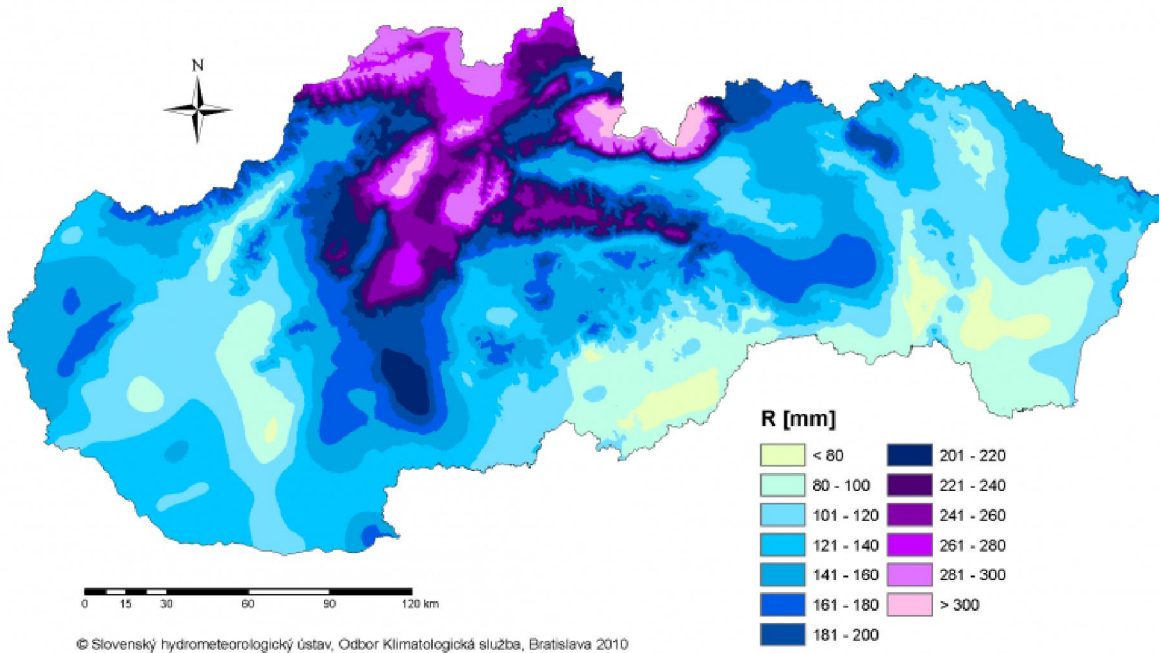 N
R [mm]
< 80
80 - 100
101 - 120
121 - 140
141 - 160
161 - 180
181 - 200
201 - 220
221 - 240
241 - 260
261 - 280
281 - 300
> 300
0 15 30 60 90 120 km
© Slovenský hydrometeorologický ústav, Odbor Klimatologická služba, Bratislava 2010